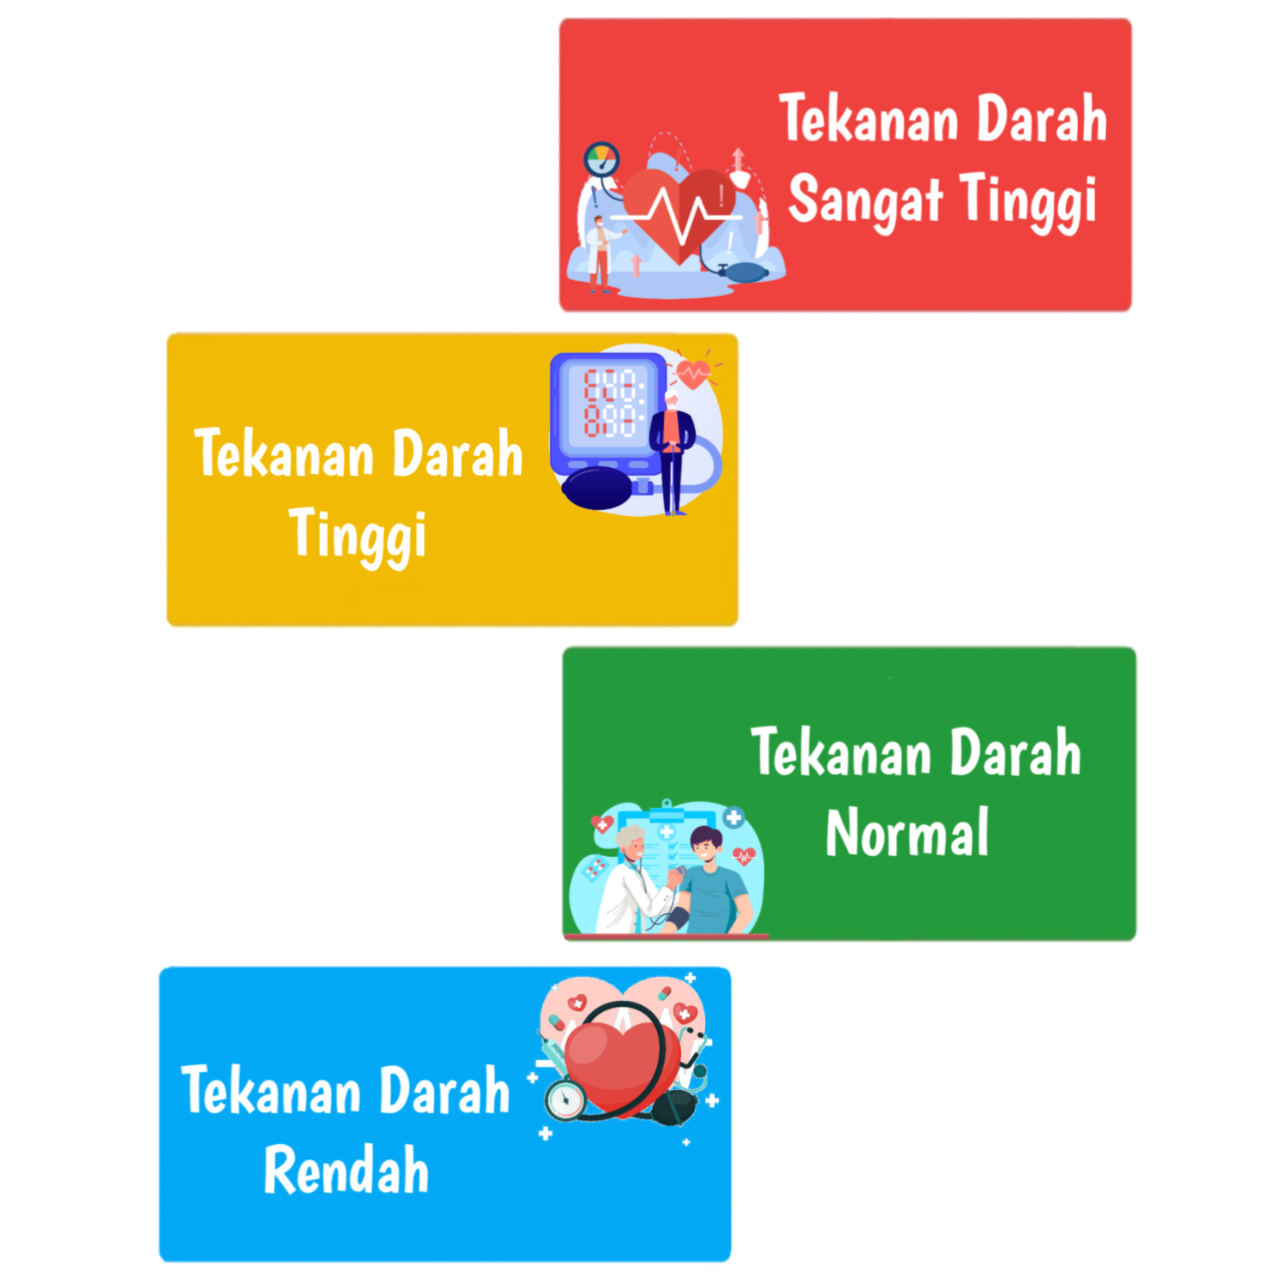 Tekanan Darah
Sangat Tinggi
Tekanan Darah
Tinggi
Tekanan Darah
Normal
Tekanan Darah
Rendah